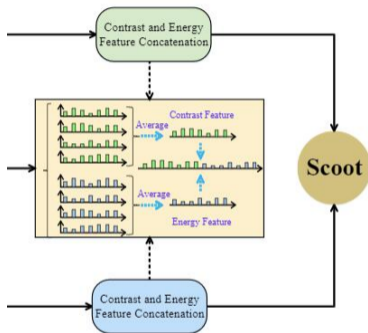 Contrast and Energy
Feature Concatenation
Average
Contrast Feature
Scoot
Average
Energy Feature
Contrast and Energy
Feature Concatenation